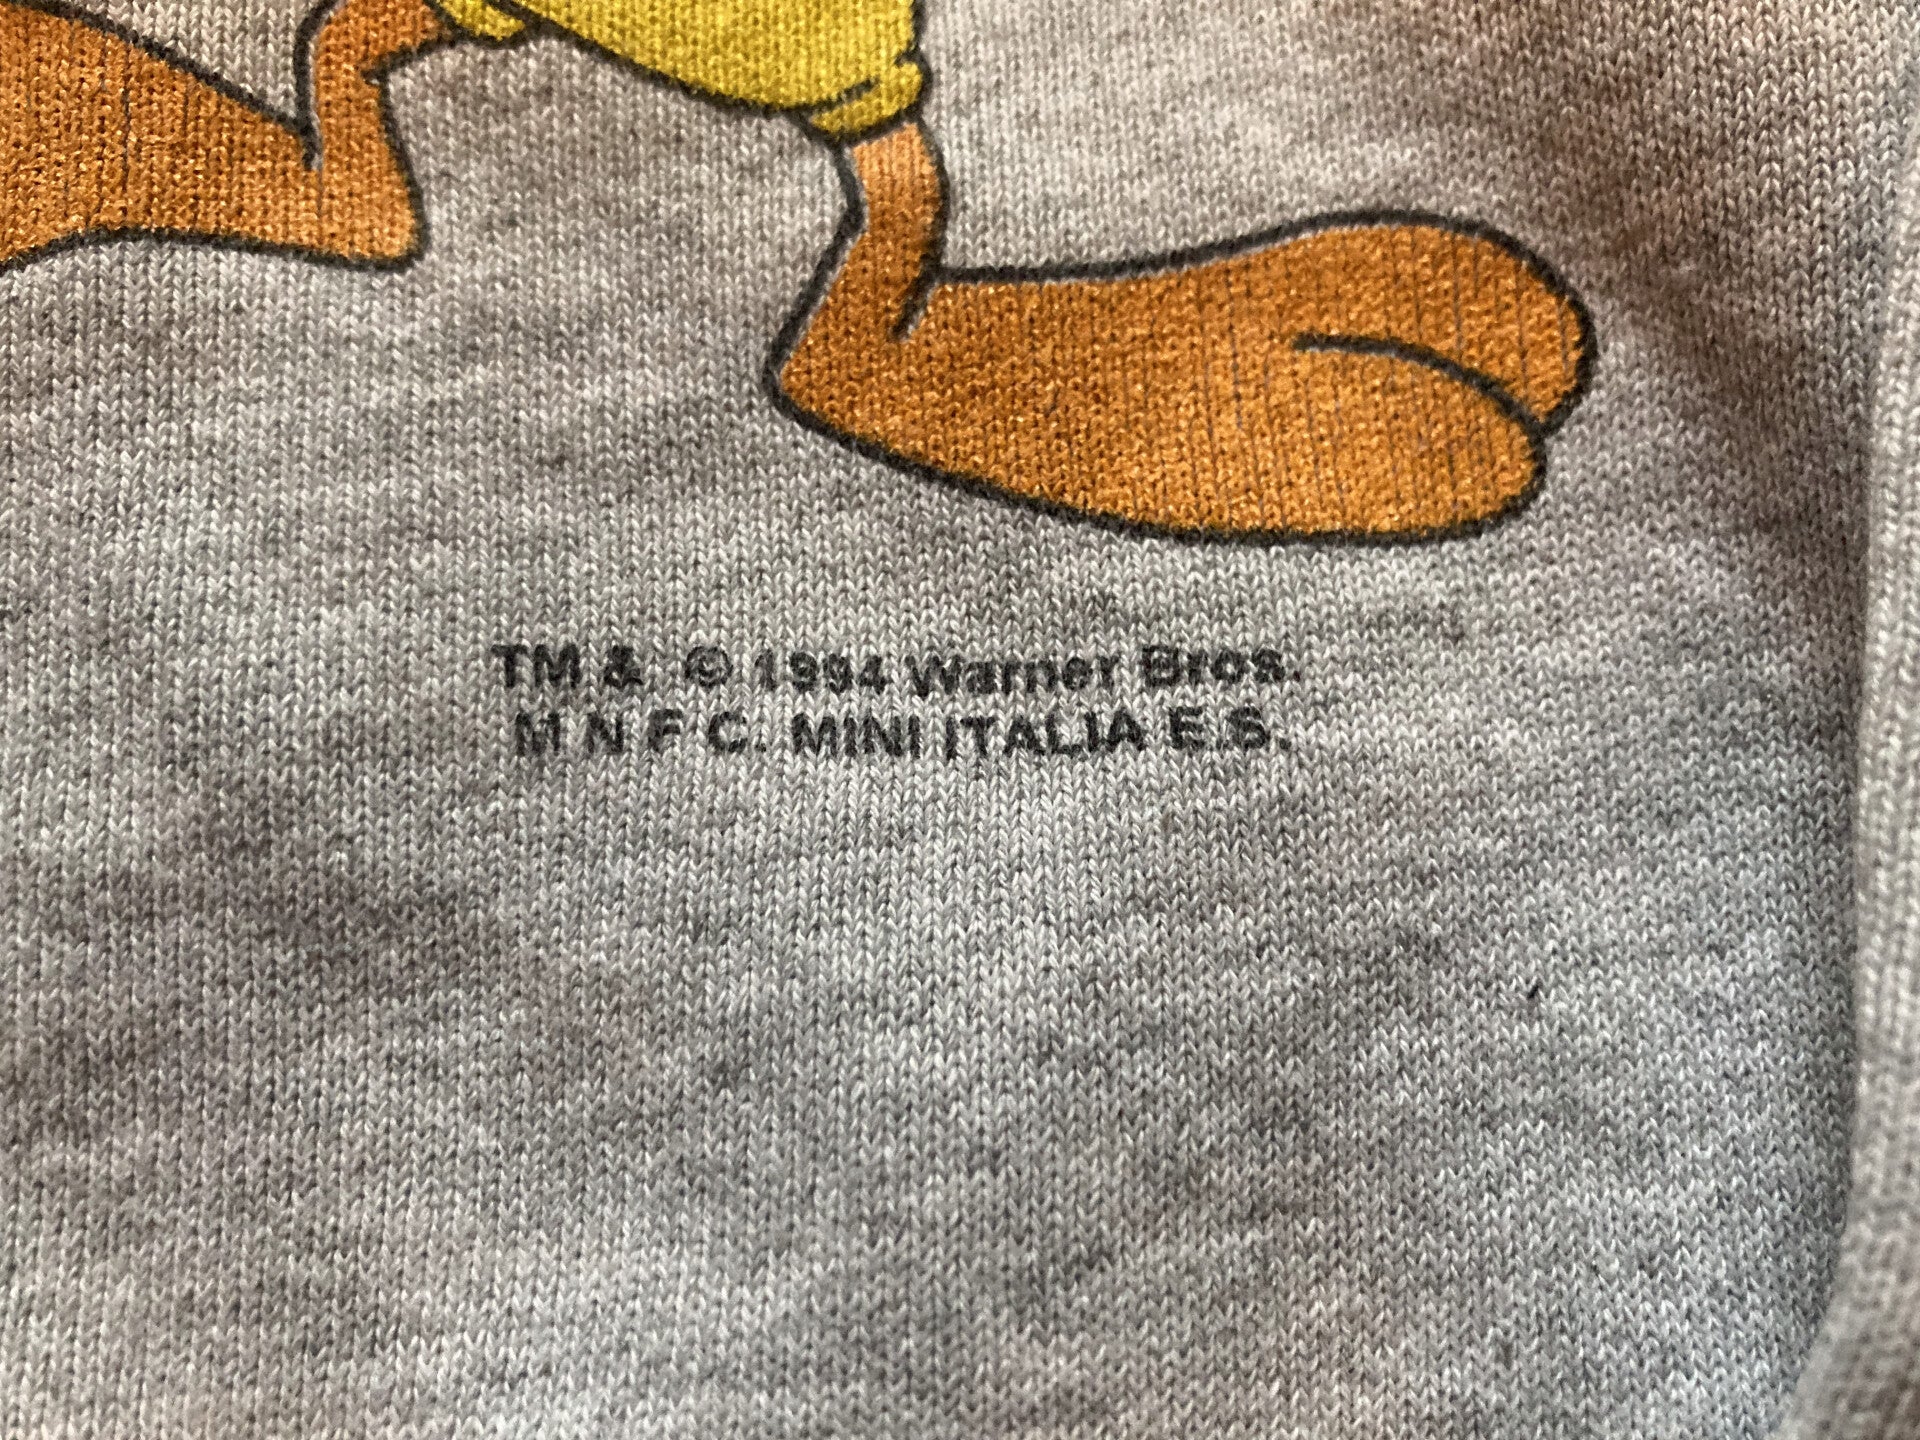 TM & © 1994 Warner Bros.
M N F C. MINI ITALIA E.S.